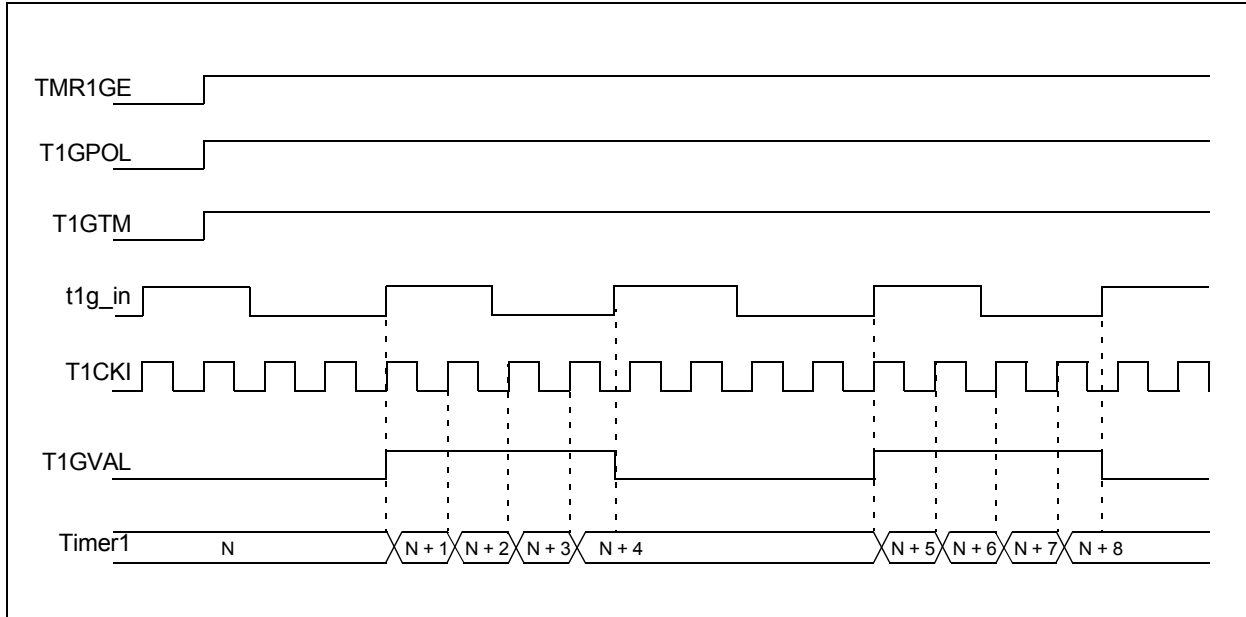 TMR1GE
T1GPOL
T1GTM
t1g_in
T1CKI
T1GVAL
Timer1 N N + 1 N + 2 N + 3 N + 4 N + 5 N + 6 N + 7 N + 8